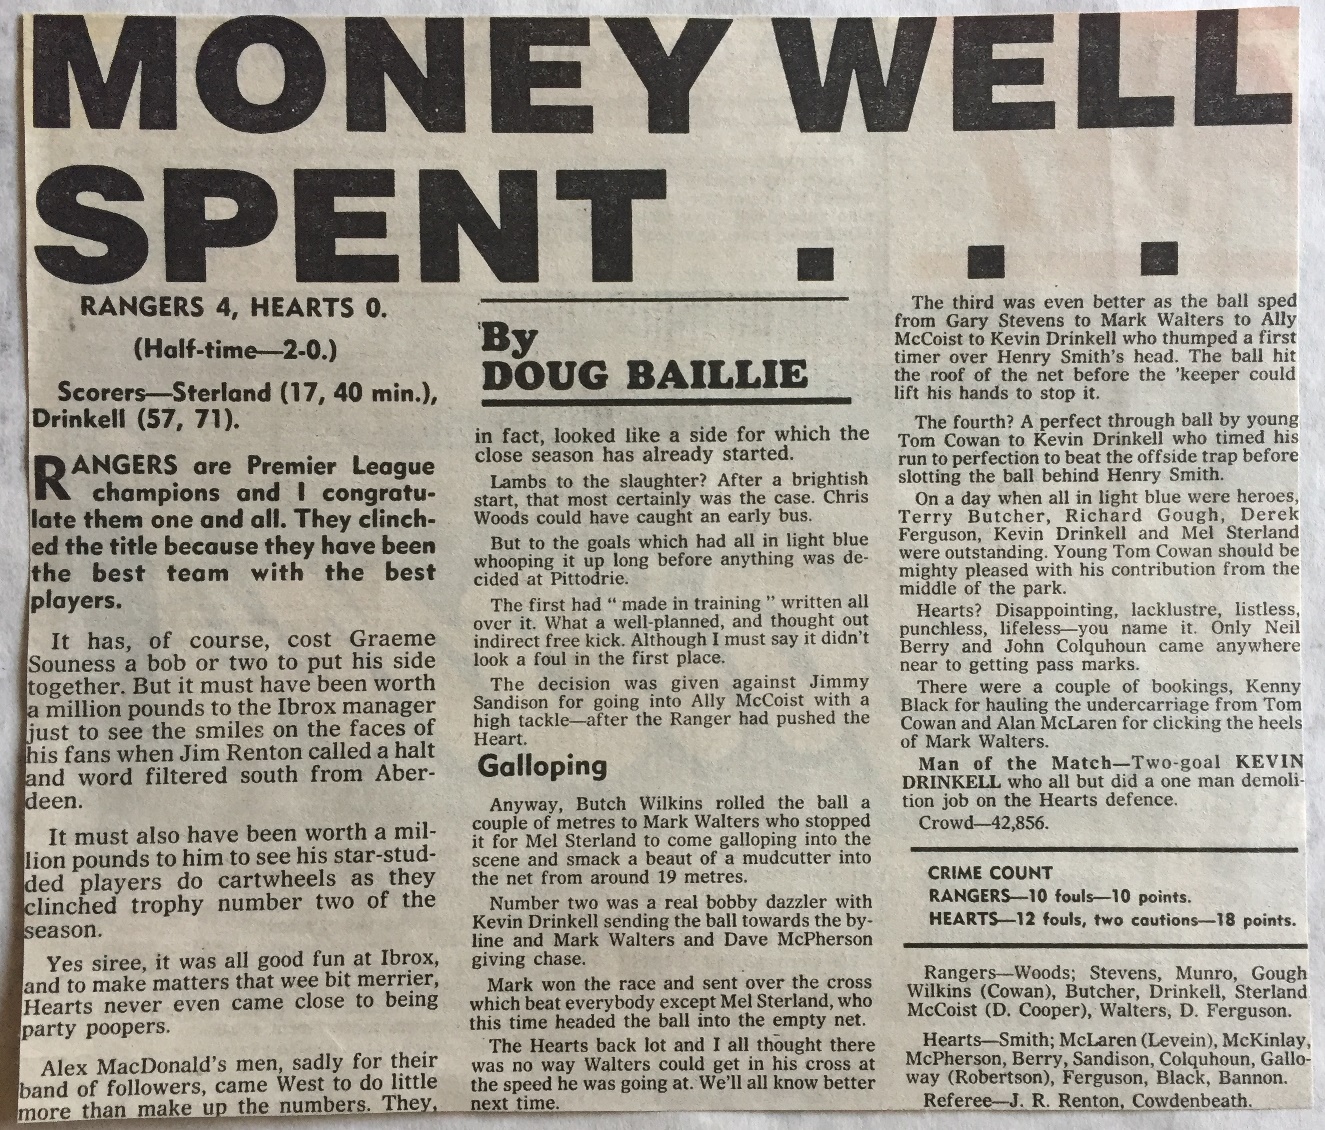 MONEY WELL
SPENT . . .
RANGERS 4, HEARTS 0.
(Half-time—2-0.)
Scorers—Sterland (17, 40 min.),
Drinkell (57, 71).
RANGERS are Premier League
champions and I congratu-
late them one and all. They clinch-
ed the title because they have been
the best team with the best
players.
It has, of course, cost Graeme
Souness a bob or two to put his side
together. But it must have been worth
a million pounds to the Ibrox manager
just to see the smiles on the faces of
his fans when Jim Renton called a halt
and word filtered south from Aber-
deen.
It must also have been worth a mil-
lion pounds to him to see his star-stud-
ded players do cartwheels as they
clinched trophy number two of the
season.
Yes siree, it was all good fun at Ibrox,
and to make matters that wee bit merrier,
Hearts never even came close to being
party poopers.
Alex MacDonald's men, sadly for their
band of followers, came West to do little
more than make up the numbers. They,
By
DOUG BAILLIE
in fact, looked like a side for which the
close season has already started.
Lambs to the slaughter? After a brightish
start, that most certainly was the case. Chris
Woods could have caught an early bus.
But to the goals which had all in light blue
whooping it up long before anything was de-
cided at Pittodrie.
The first had " made in training " written all
over it. What a well-planned, and thought out
indirect free kick. Although I must say it didn't
look a foul in the first place.
The decision was given against Jimmy
Sandison for going into Ally McCoist with a
high tackle—after the Ranger had pushed the
Heart.
Galloping
Anyway, Butch Wilkins rolled the ball a
couple of metres to Mark Walters who stopped
it for Mel Sterland to come galloping into the
scene and smack a beaut of a mudcutter into
the net from around 19 metres.
Number two was a real bobby dazzler with
Kevin Drinkell sending the ball towards the by-
line and Mark Walters and Dave McPherson
giving chase.
Mark won the race and sent over the cross
which beat everybody except Mel Sterland, who
this time headed the ball into the empty net.
The Hearts back lot and I all thought there
was no way Walters could get in his cross at
the speed he was going at. We'll all know better
next time.
The third was even better as the ball sped
from Gary Stevens to Mark Walters to Ally
McCoist to Kevin Drinkell who thumped a first
timer over Henry Smith's head. The ball hit
the roof of the net before the 'keeper could
lift his hands to stop it.
The fourth? A perfect through ball by young
Tom Cowan to Kevin Drinkell who timed his
run to perfection to beat the offside trap before
slotting the ball behind Henry Smith.
On a day when all in light blue were heroes,
Terry Butcher, Richard Gough, Derek
Ferguson, Kevin Drinkell and Mel Sterland
were outstanding. Young Tom Cowan should be
mighty pleased with his contribution from the
middle of the park.
Hearts? Disappointing, lacklustre, listless,
punchless, lifeless—you name it. Only Neil
Berry and John Colquhoun came anywhere
near to getting pass marks.
There were a couple of bookings, Kenny
Black for hauling the undercarriage from Tom
Cowan and Alan McLaren for clicking the heels
of Mark Walters.
Man of the Match—Two-goal KEVIN
DRINKELL who all but did a one man demoli-
tion job on the Hearts defence.
Crowd—42,856.
CRIME COUNT
RANGERS—10 fouls—10 points.
HEARTS—12 fouls, two cautions—18 points.
Rangers—Woods; Stevens, Munro, Gough
Wilkins (Cowan), Butcher, Drinkell, Sterland
McCoist (D. Cooper), Walters, D. Ferguson.
Hearts—Smith; McLaren (Levein), McKinlay,
McPherson, Berry, Sandison, Colquhoun, Gallo-
way (Robertson), Ferguson, Black, Bannon.
Referee—J. R. Renton, Cowdenbeath.